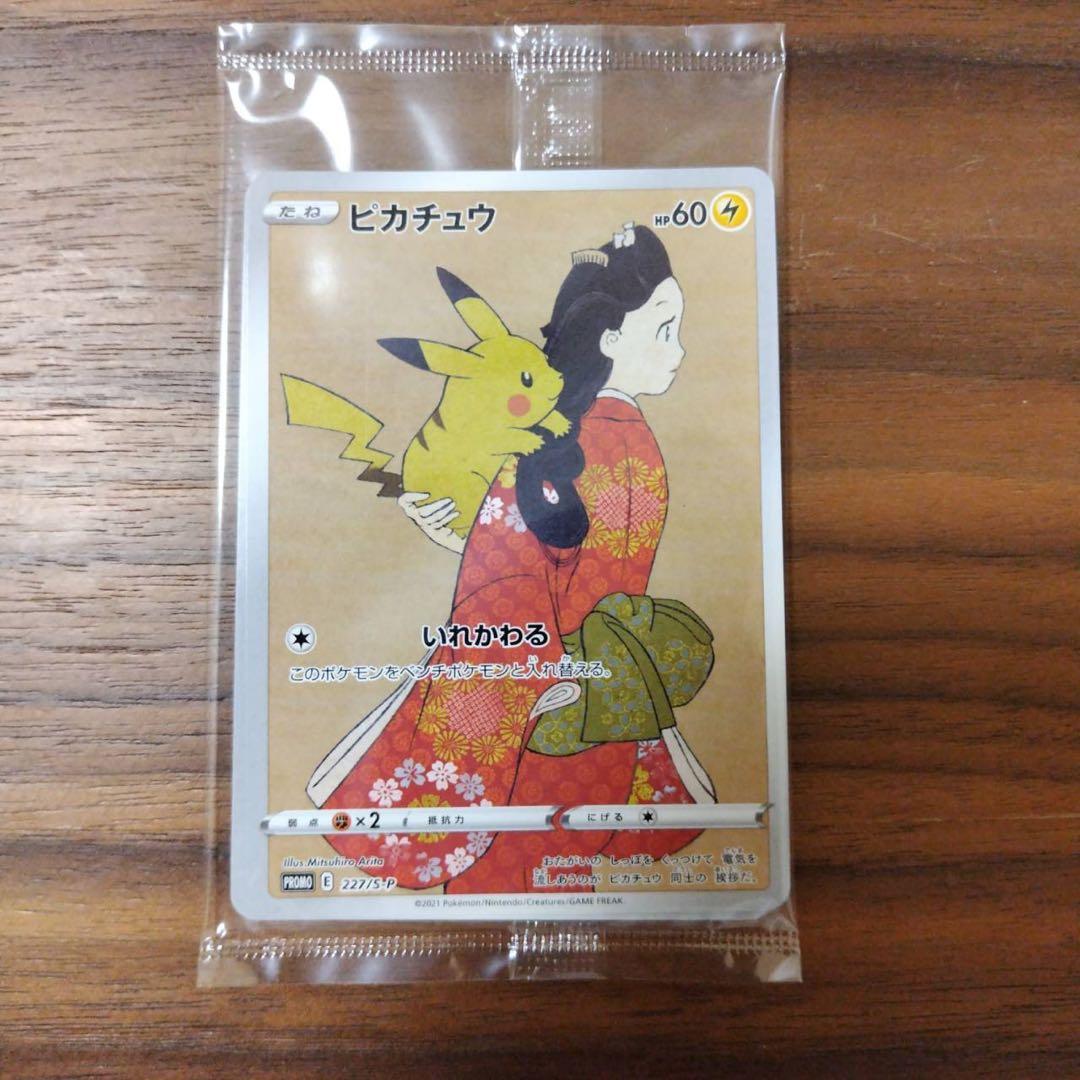 たね ピカチュウ HP60
いれかわる
このポケモンをベンチポケモンと入れ替える。
弱点 ×2 抵抗力 にげる
Illus. Mitsuhiro Arita
PROMO E 227/S-P
おたがいの しっぽを くっつけて 電気を
流しあうのが ピカチュウ 同士の 挨拶だ。
©2021 Pokémon/Nintendo/Creatures/GAME FREAK.